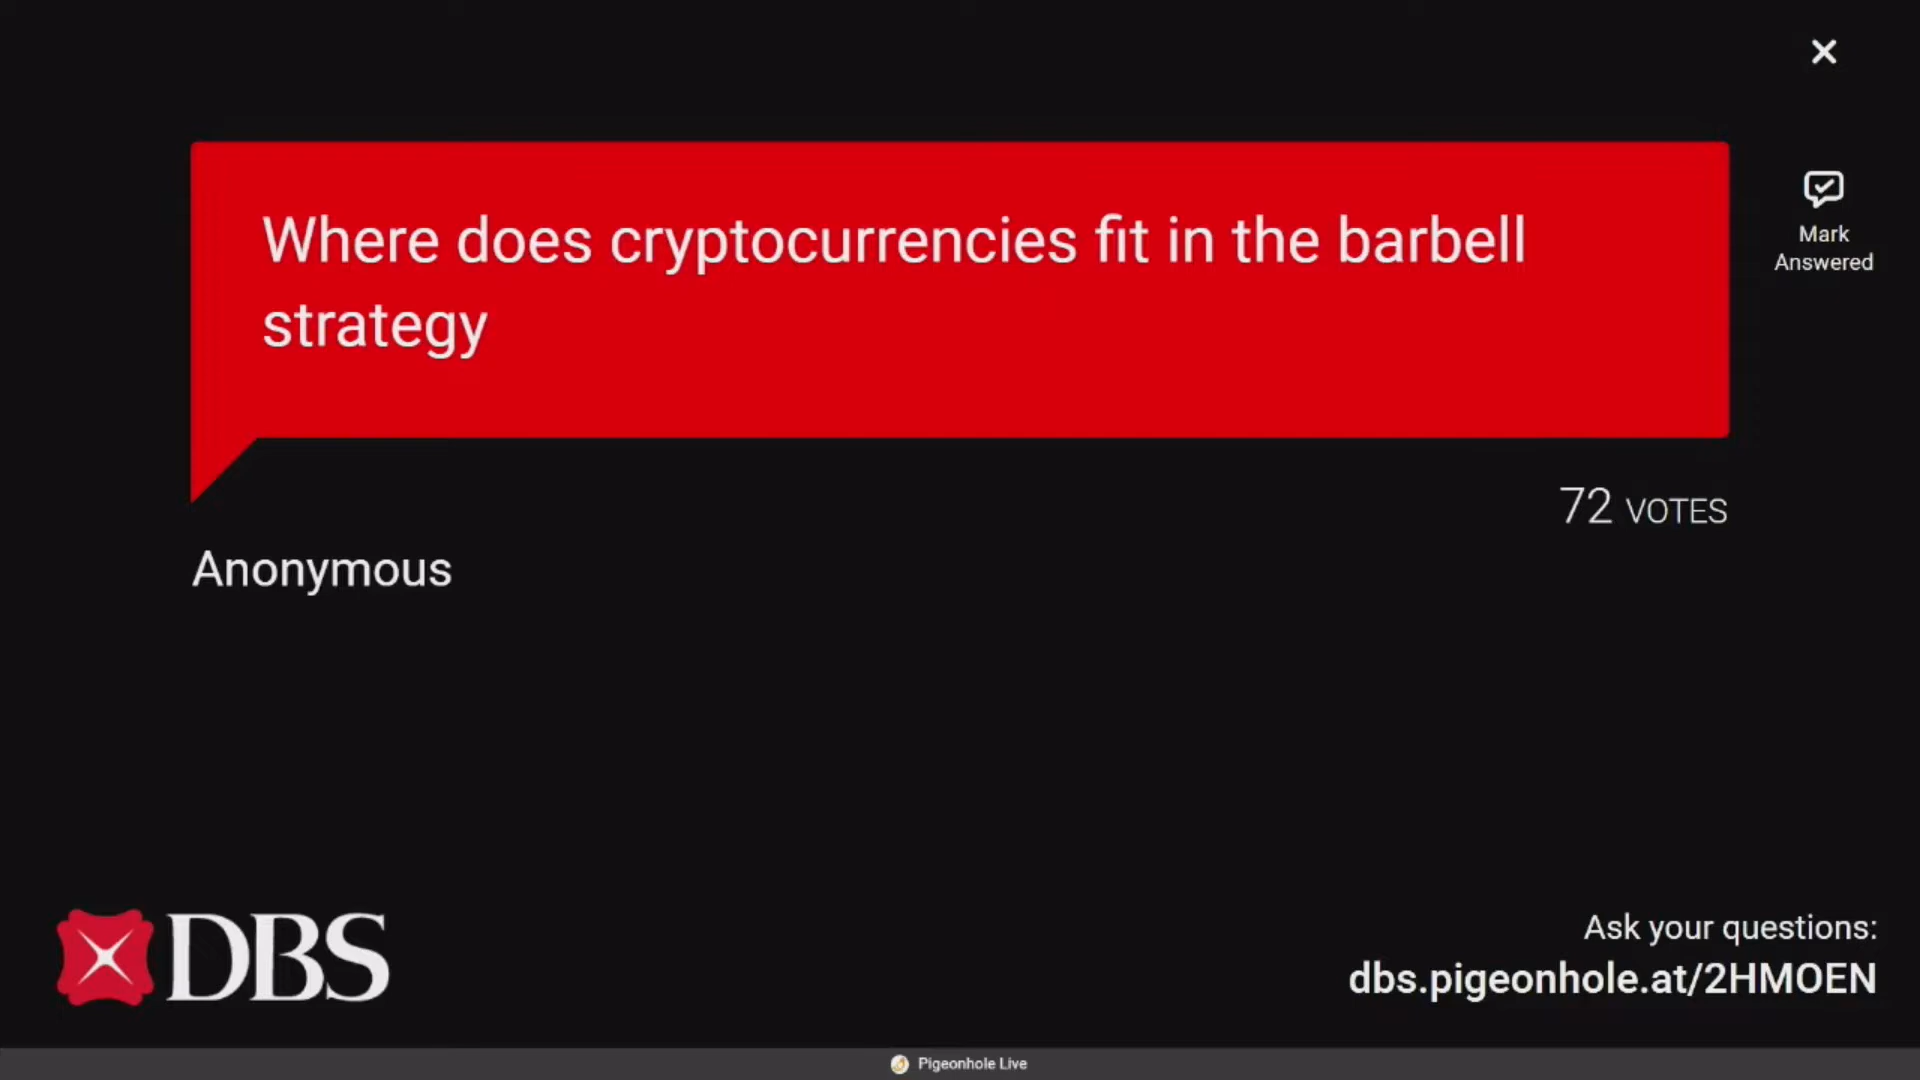 Where does cryptocurrencies fit in the barbell
strategy
Mark
Answered
72 VOTES
Anonymous
DBS
Ask your questions:
dbs.pigeonhole.at/2HMOEN
Pigeonhole Live